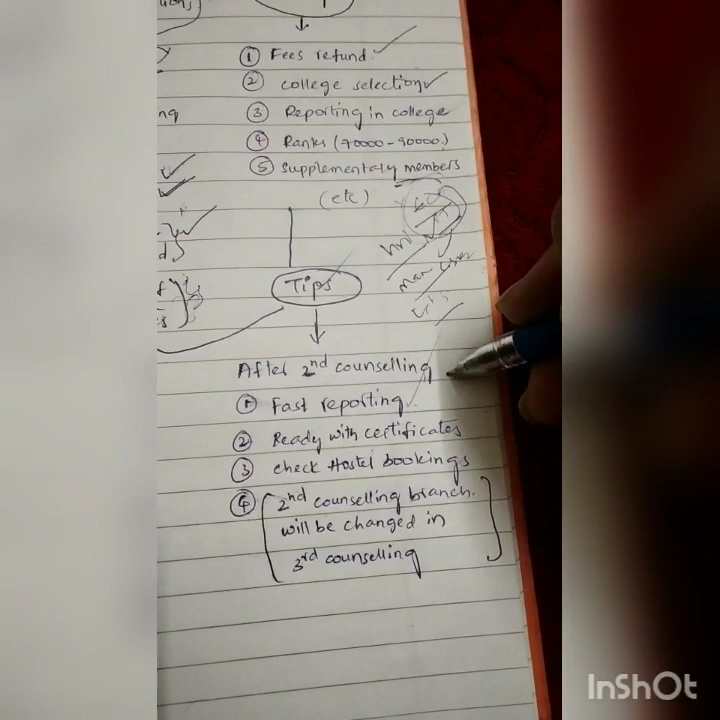 ① Fees refund
② college selection
③ Reporting in college
ng
④ Ranks (70000-90000)
⑤ supplementary members
(etc)
Tips
After 2nd counselling
① Fast reporting
② Ready with certificates
③ check Hostel bookings
④ 2nd counselling branch
will be changed in
3rd counselling
InShOt